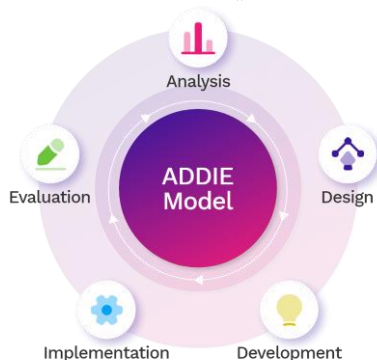 Analysis
ADDIE
Model
Evaluation
Design
Implementation
Development